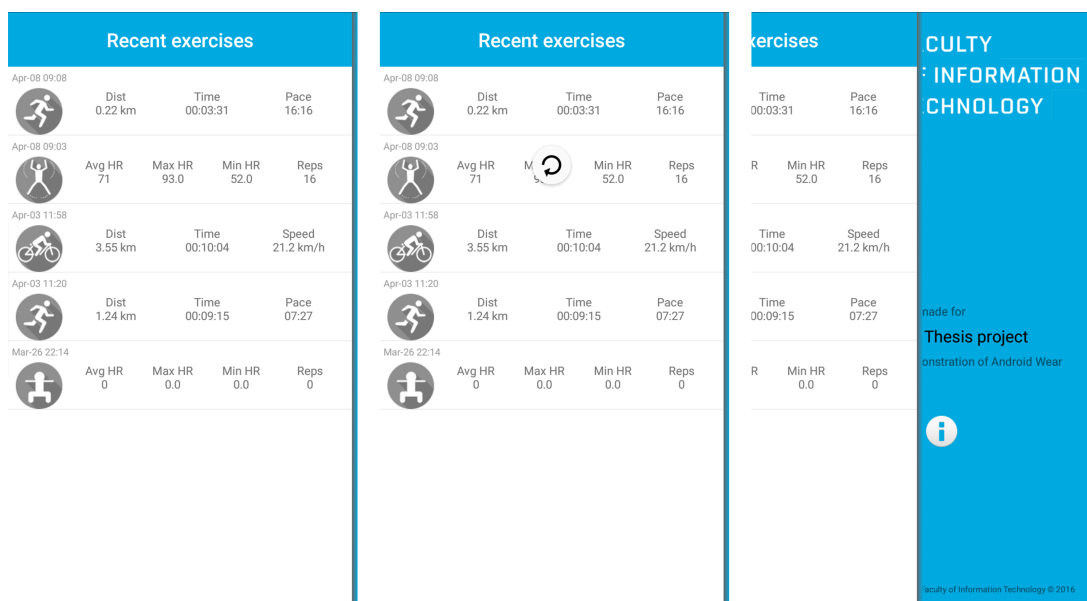 Recent exercises
Apr-08 09:08
Dist Time Pace
0.22 km 00:03:31 16:16
Apr-08 09:03
Avg HR Max HR Min HR Reps
71 93.0 52.0 16
Apr-03 11:58
Dist Time Speed
3.55 km 00:10:04 21.2 km/h
Apr-03 11:20
Dist Time Pace
1.24 km 00:09:15 07:27
Mar-26 22:14
Avg HR Max HR Min HR Reps
0 0.0 0.0 0
Recent exercises
Apr-08 09:08
Dist Time Pace
0.22 km 00:03:31 16:16
Apr-08 09:03
Avg HR Min HR Reps
71 52.0 16
Apr-03 11:58
Dist Time Speed
3.55 km 00:10:04 21.2 km/h
Apr-03 11:20
Dist Time Pace
1.24 km 00:09:15 07:27
Mar-26 22:14
Avg HR Max HR Min HR Reps
0 0.0 0.0 0
xercises
Time Pace
00:03:31 16:16
R Min HR Reps
52.0 16
Time Speed
00:10:04 21.2 km/h
Time Pace
00:09:15 07:27
R Min HR Reps
0.0 0
CULTY
INFORMATION
CHNOLOGY
made for
Thesis project
onstration of Android Wear
Faculty of Information Technology © 2016